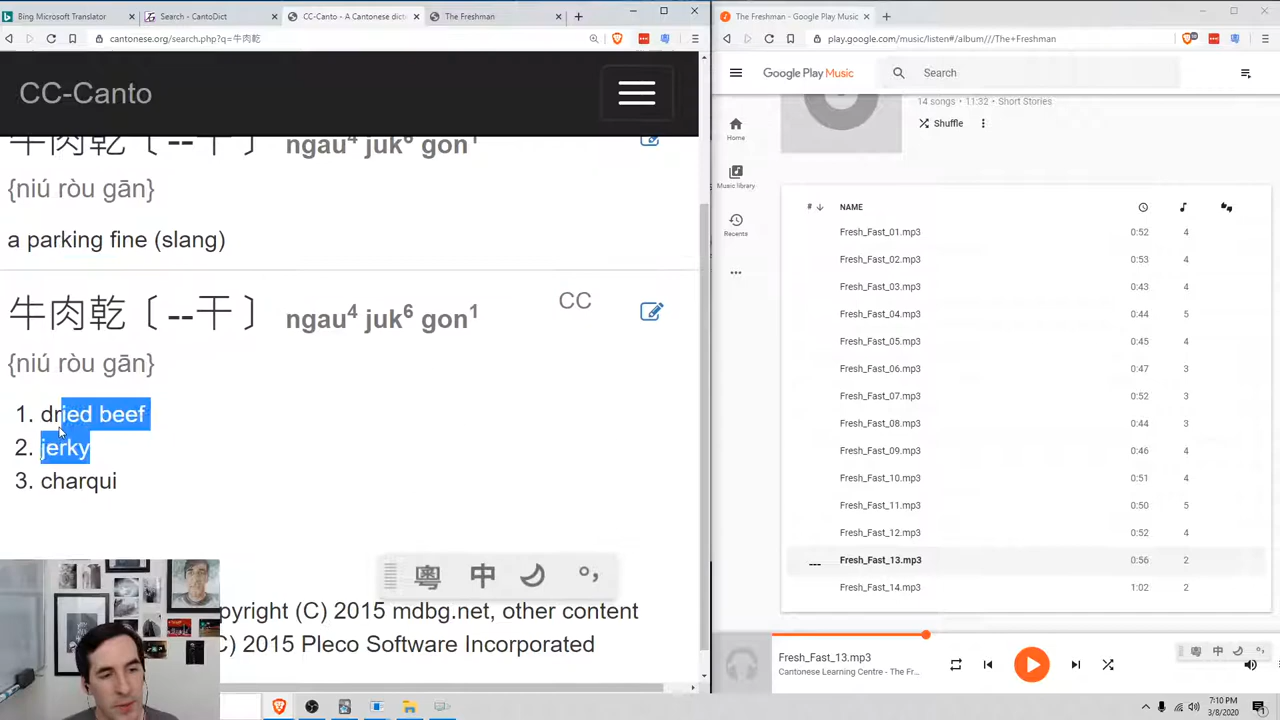 Bing Microsoft Translator
Search - CantoDict
CC-Canto - A Cantonese dict
The Freshman
cantonese.org/search.php?q=牛肉乾
CC-Canto
牛肉乾〔--干〕 ngau4 juk6 gon1
{niú ròu gān}
a parking fine (slang)
牛肉乾〔--干〕 ngau4 juk6 gon1
CC
{niú ròu gān}
1. dried beef
2. jerky
3. charqui
粵 中
pyright (C) 2015 mdbg.net, other content
C) 2015 Pleco Software Incorporated
The Freshman - Google Play Music
play.google.com/music/listen#/album///The+Freshman
Google Play Music
Search
14 songs • 11:32 • Short Stories
Shuffle
Home
Music library
Recents
# NAME
Fresh_Fast_01.mp3 0:52 4
Fresh_Fast_02.mp3 0:53 4
Fresh_Fast_03.mp3 0:43 4
Fresh_Fast_04.mp3 0:44 5
Fresh_Fast_05.mp3 0:45 4
Fresh_Fast_06.mp3 0:47 3
Fresh_Fast_07.mp3 0:52 3
Fresh_Fast_08.mp3 0:44 3
Fresh_Fast_09.mp3 0:46 4
Fresh_Fast_10.mp3 0:51 4
Fresh_Fast_11.mp3 0:50 5
Fresh_Fast_12.mp3 0:52 4
Fresh_Fast_13.mp3 0:56 2
Fresh_Fast_14.mp3 1:02 2
Fresh_Fast_13.mp3
Cantonese Learning Centre - The Fr...
粵 中
7:10 PM
3/8/2020